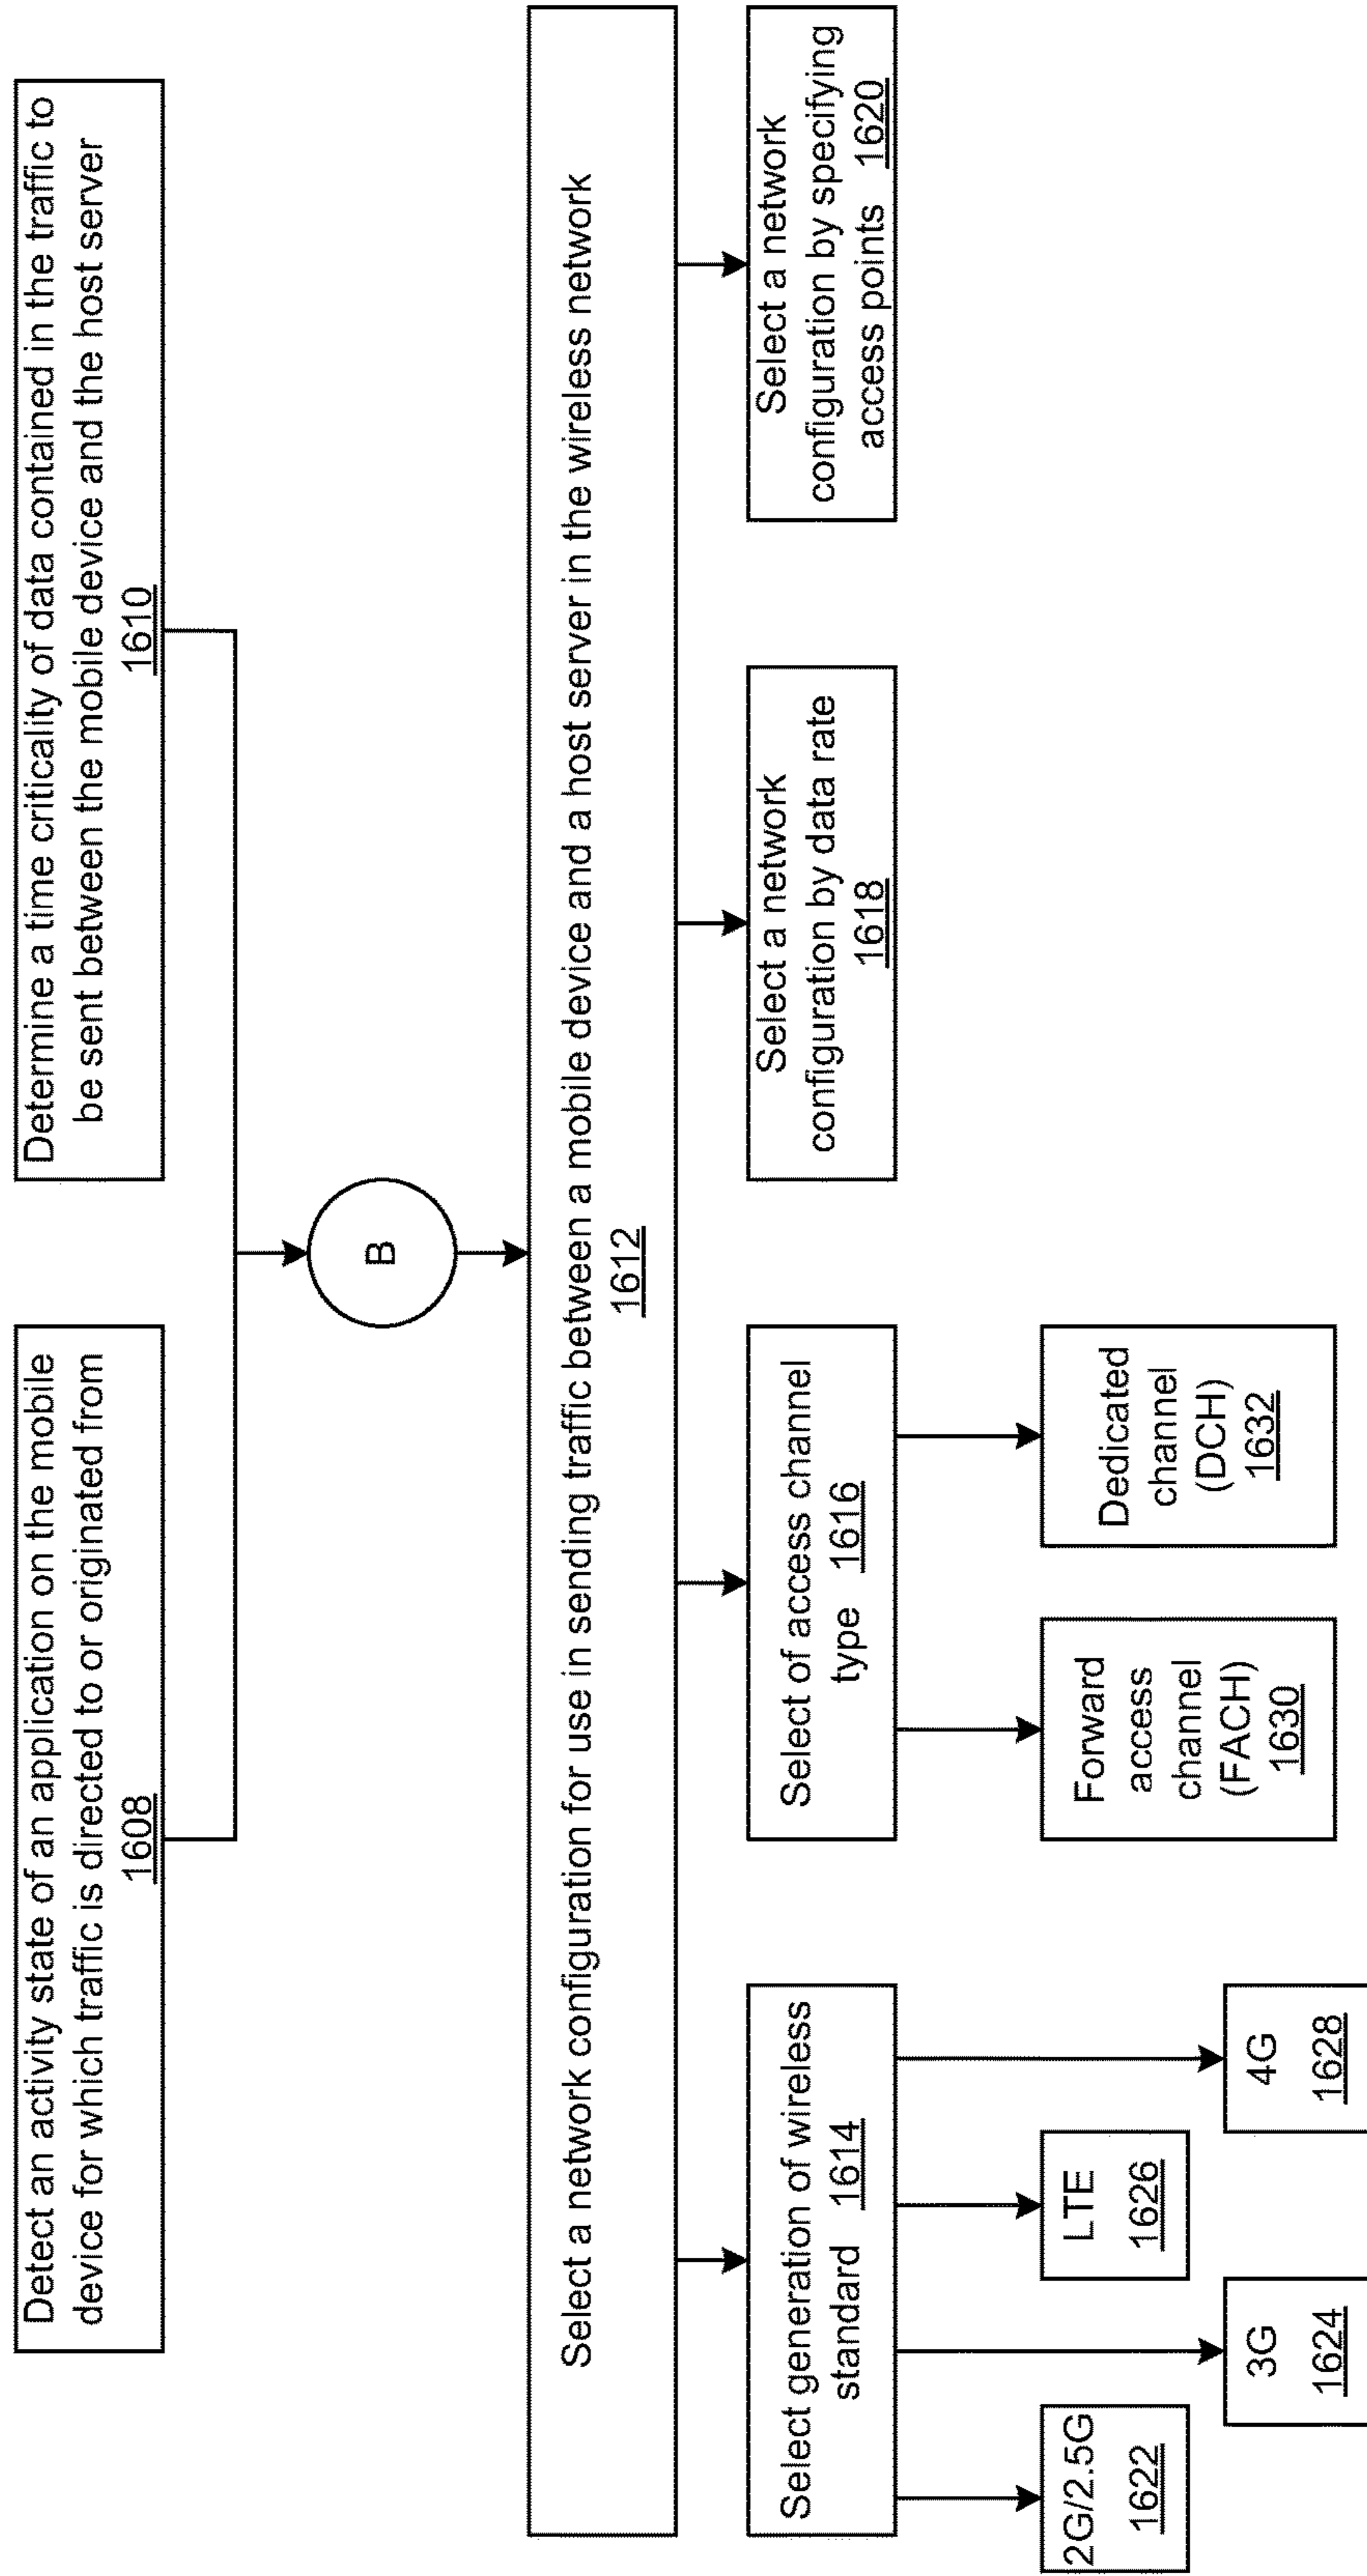 Detect an activity state of an application on the mobile
device for which traffic is directed to or originated from
1608
Determine a time criticality of data contained in the traffic to
be sent between the mobile device and the host server
1610
B
Select a network configuration for use in sending traffic between a mobile device and a host server in the wireless network
1612
Select generation of wireless
standard 1614
Select of access channel
type 1616
Select a network
configuration by data rate
1618
Select a network
configuration by specifying
access points 1620
2G/2.5G
1622
3G
1624
LTE
1626
4G
1628
Forward
access
channel
(FACH)
1630
Dedicated
channel
(DCH)
1632